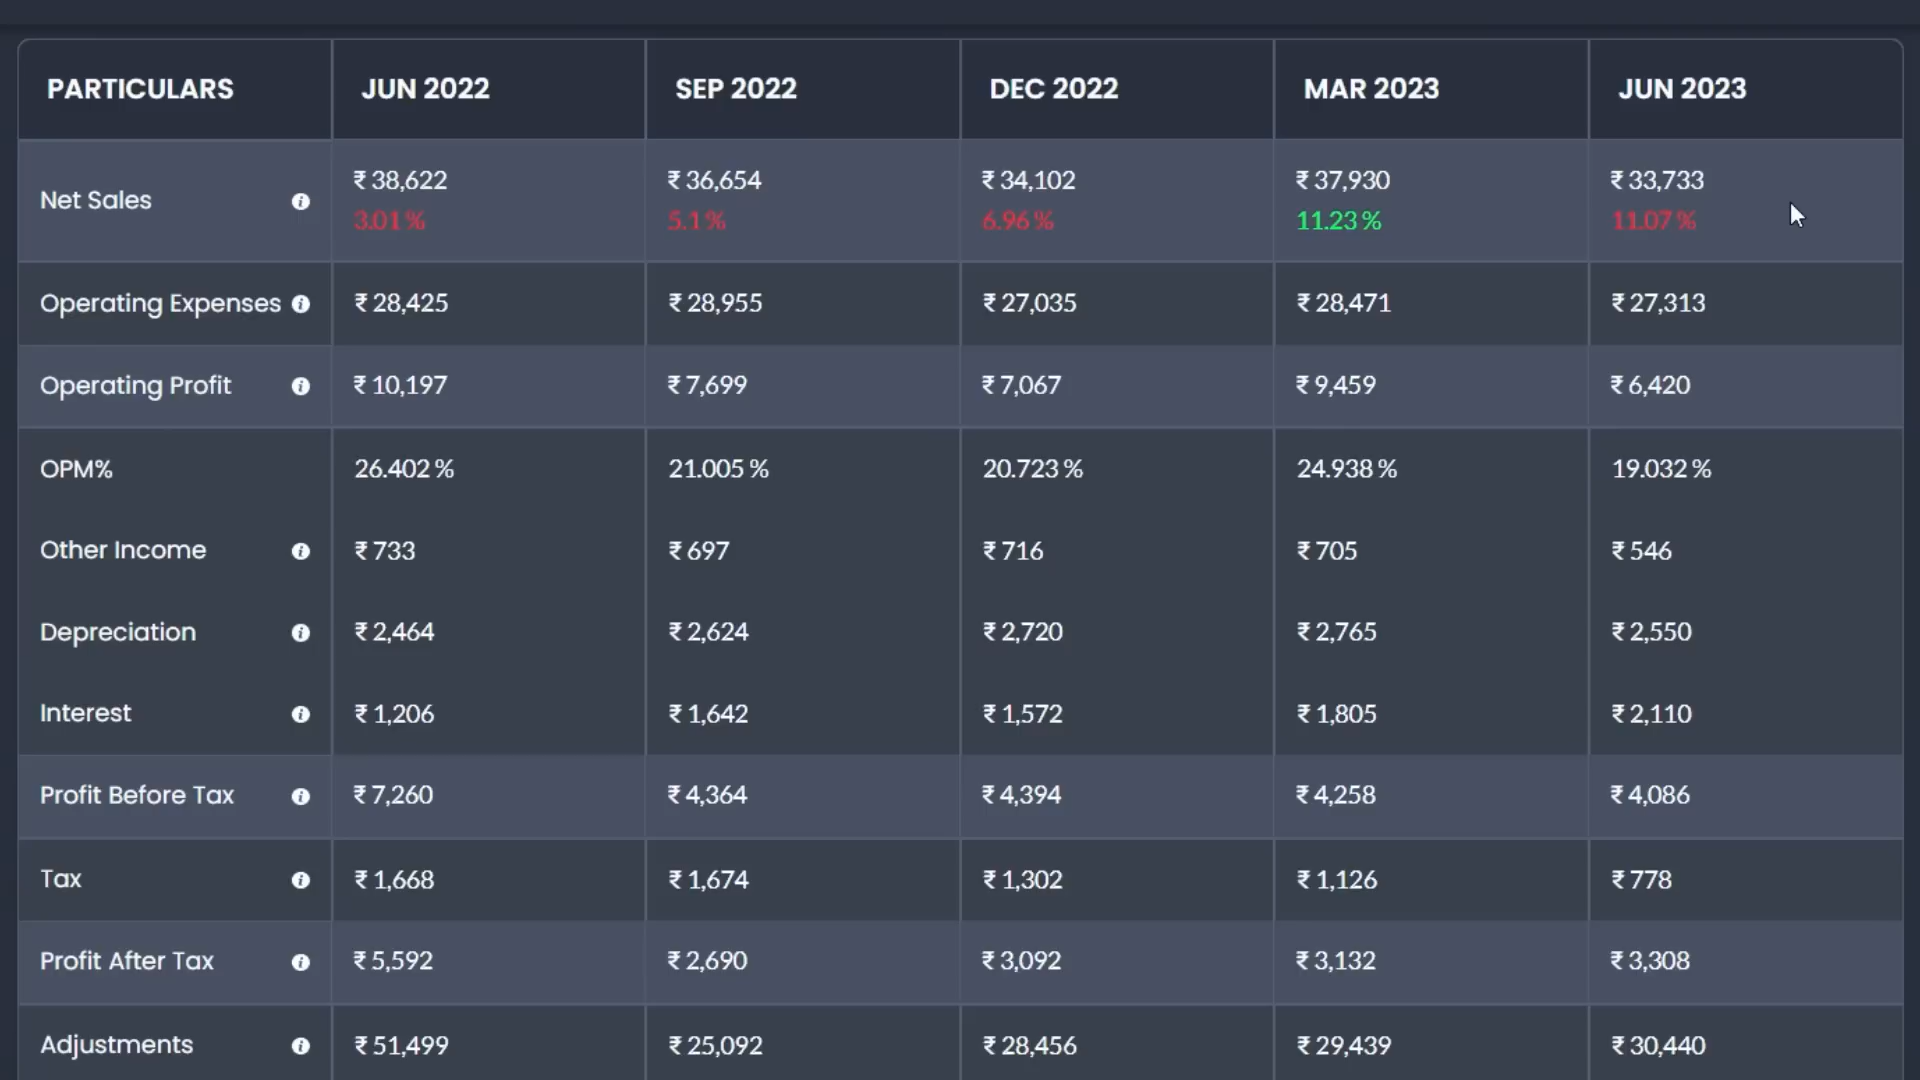 PARTICULARS JUN 2022 SEP 2022 DEC 2022 MAR 2023 JUN 2023
Net Sales ₹ 38,622 ₹ 36,654 ₹ 34,102 ₹ 37,930 ₹ 33,733
3.01 % 5.1 % 6.96 % 11.23 % 11.07 %
Operating Expenses ₹ 28,425 ₹ 28,955 ₹ 27,035 ₹ 28,471 ₹ 27,313
Operating Profit ₹ 10,197 ₹ 7,699 ₹ 7,067 ₹ 9,459 ₹ 6,420
OPM% 26.402 % 21.005 % 20.723 % 24.938 % 19.032 %
Other Income ₹ 733 ₹ 697 ₹ 716 ₹ 705 ₹ 546
Depreciation ₹ 2,464 ₹ 2,624 ₹ 2,720 ₹ 2,765 ₹ 2,550
Interest ₹ 1,206 ₹ 1,642 ₹ 1,572 ₹ 1,805 ₹ 2,110
Profit Before Tax ₹ 7,260 ₹ 4,364 ₹ 4,394 ₹ 4,258 ₹ 4,086
Tax ₹ 1,668 ₹ 1,674 ₹ 1,302 ₹ 1,126 ₹ 778
Profit After Tax ₹ 5,592 ₹ 2,690 ₹ 3,092 ₹ 3,132 ₹ 3,308
Adjustments ₹ 51,499 ₹ 25,092 ₹ 28,456 ₹ 29,439 ₹ 30,440